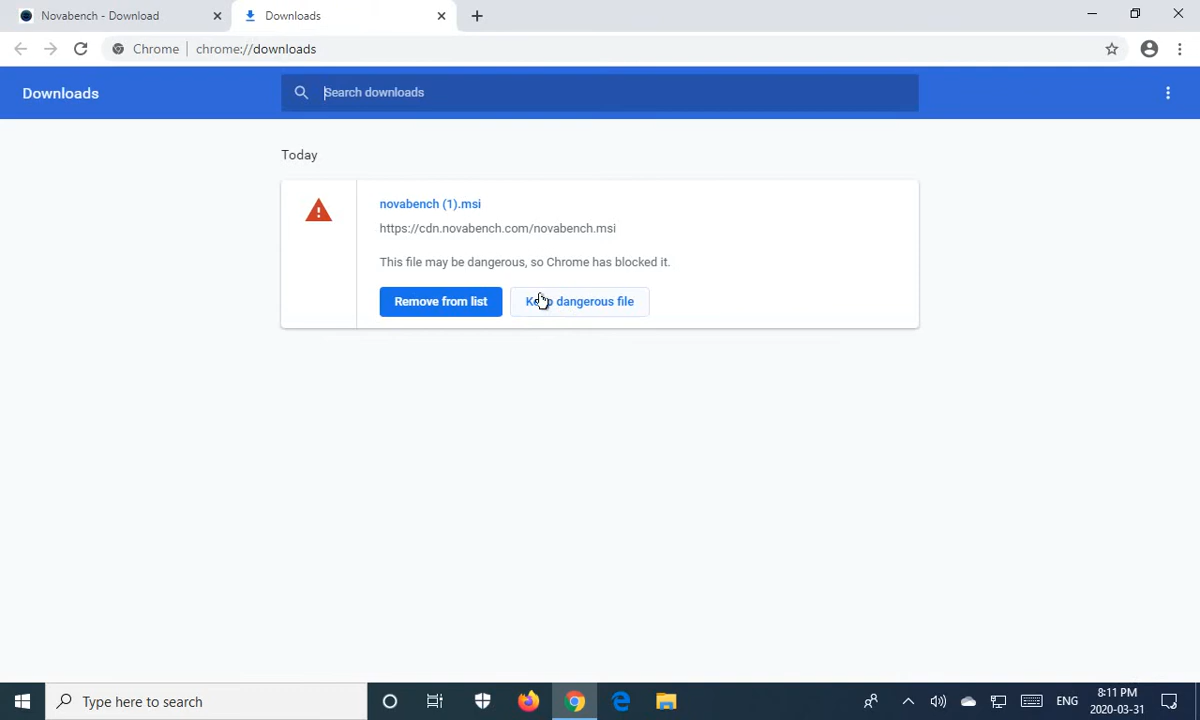 Novabench - Download
Downloads
Chrome
chrome://downloads
Downloads
Search downloads
Today
novabench (1).msi
https://cdn.novabench.com/novabench.msi
This file may be dangerous, so Chrome has blocked it.
Remove from list
Keep dangerous file
Type here to search
ENG
8:11 PM
2020-03-31